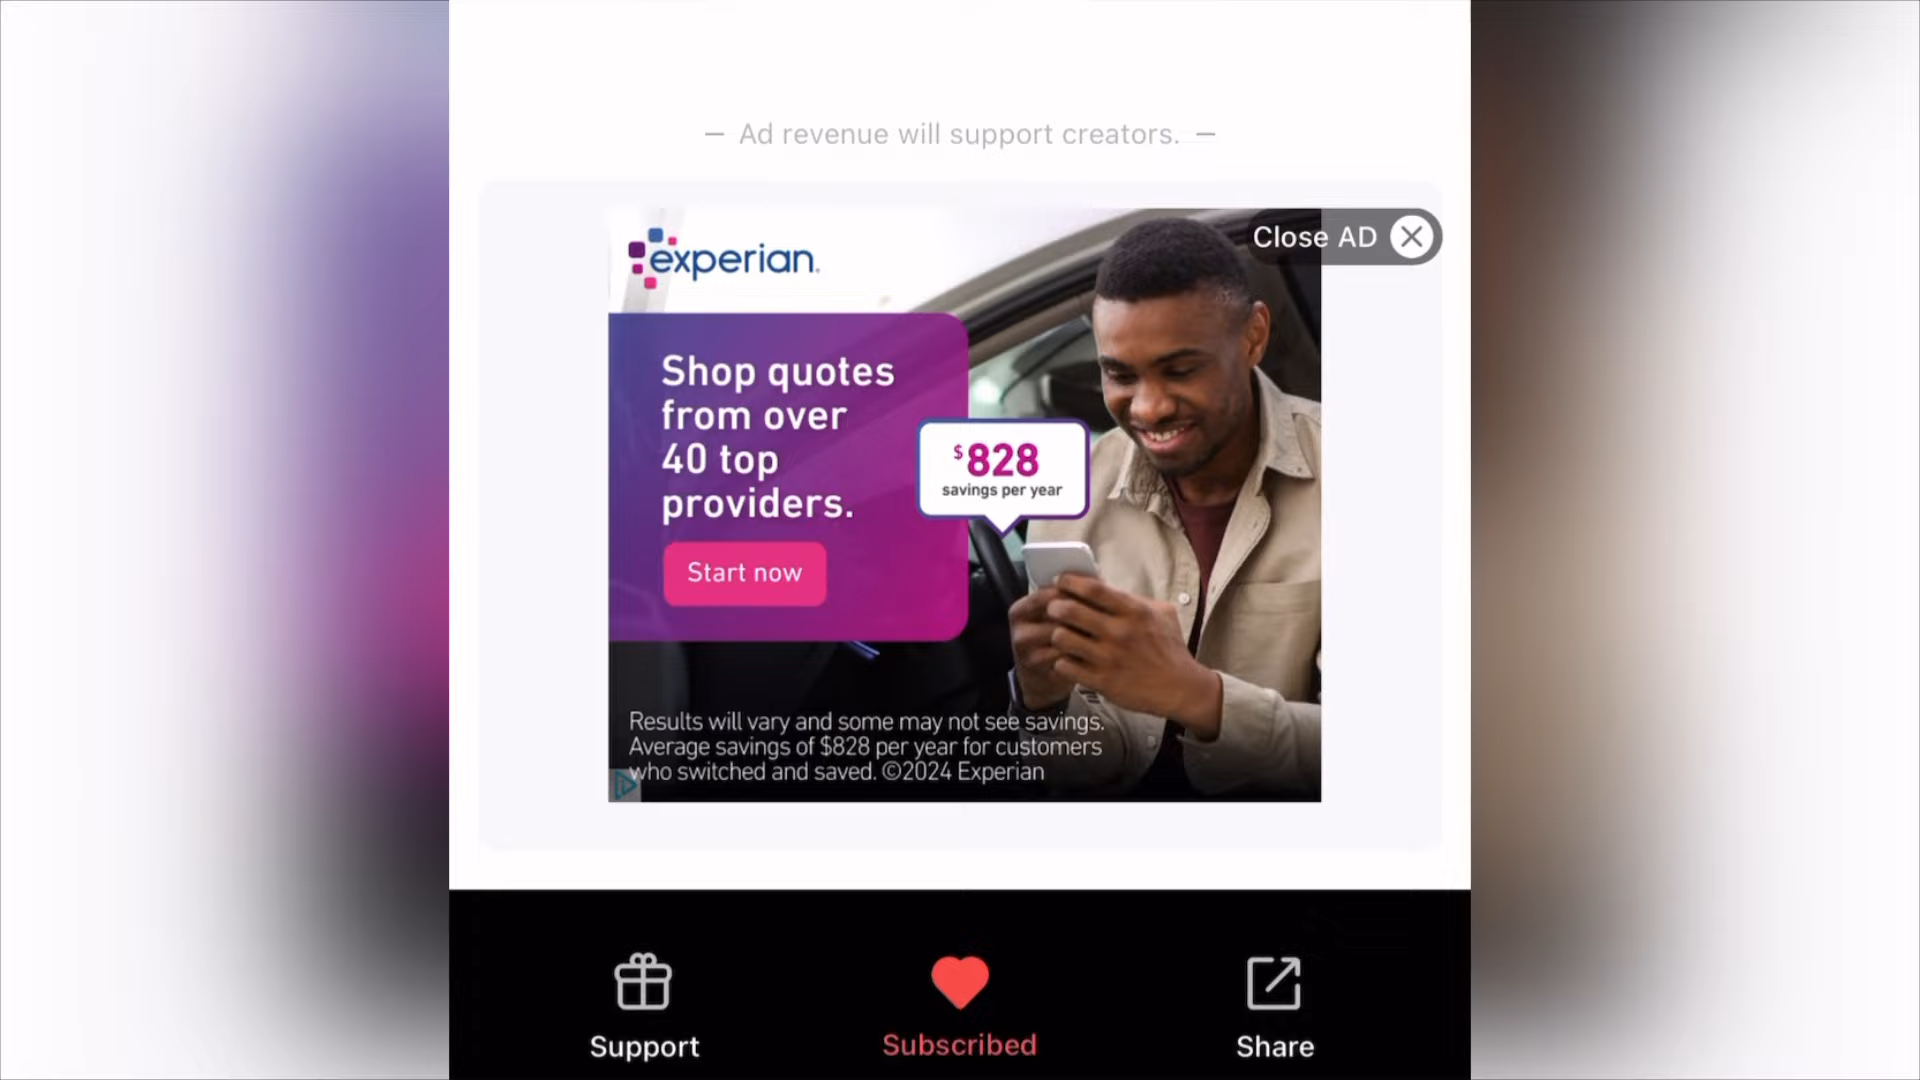 — Ad revenue will support creators. —
Close AD
experian.
Shop quotes
from over
40 top
providers.
$828
savings per year
Start now
Results will vary and some may not see savings.
Average savings of $828 per year for customers
who switched and saved. ©2024 Experian
Support
Subscribed
Share